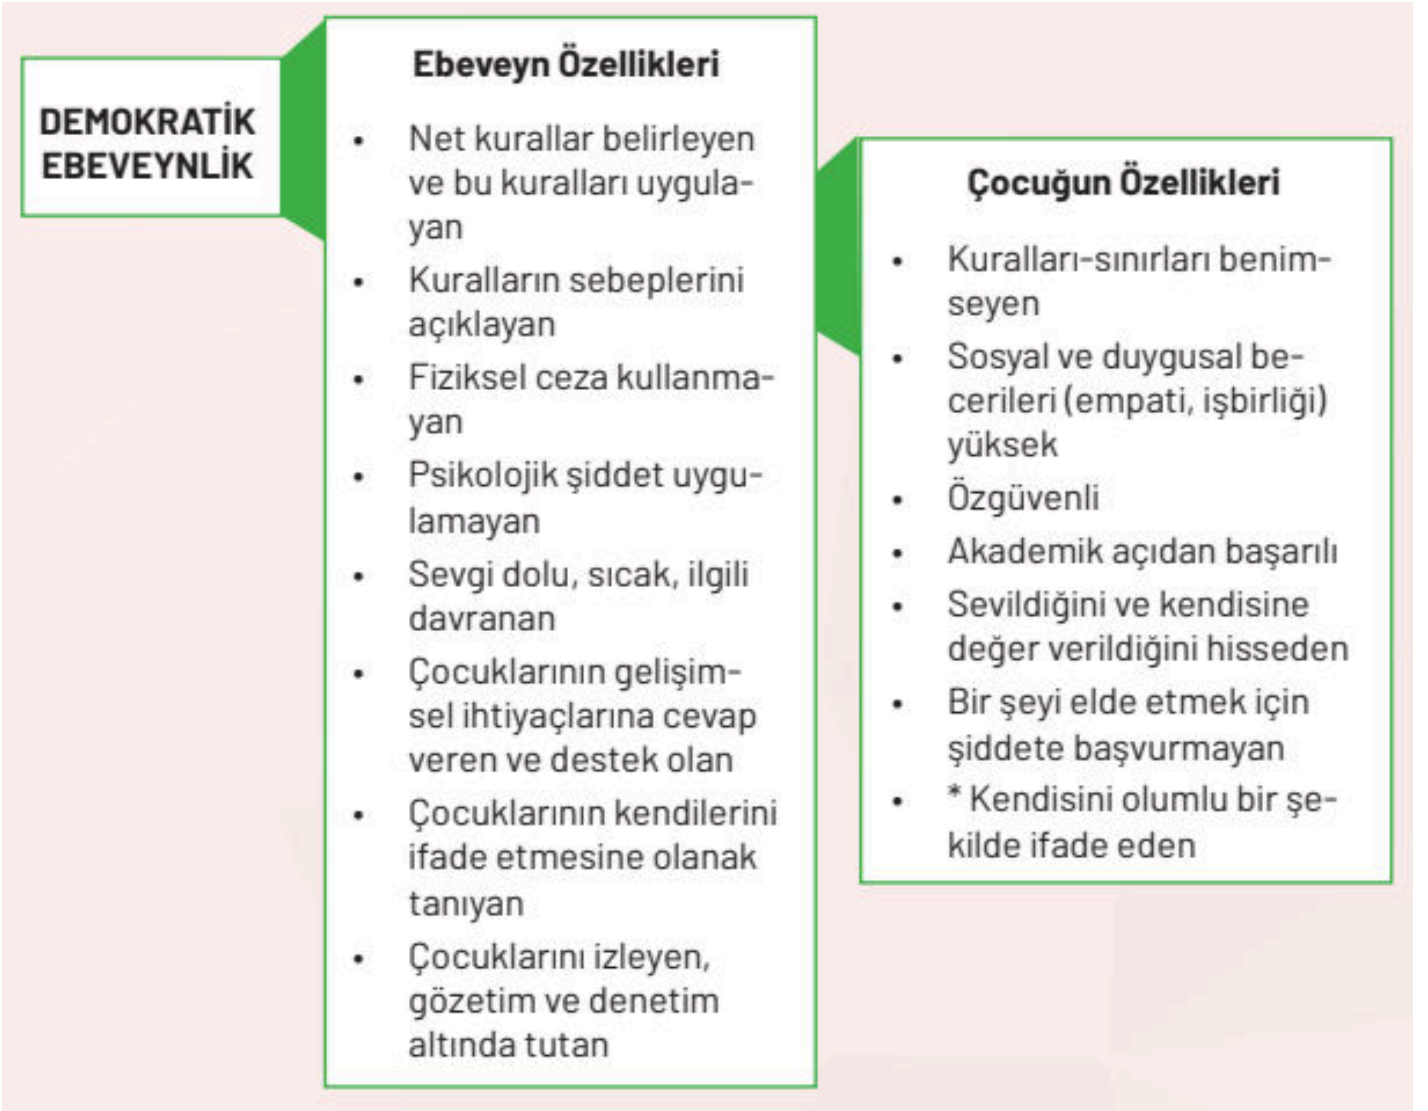 DEMOKRATİK
EBEVEYNLİK
Ebeveyn Özellikleri
• Net kurallar belirleyen
ve bu kuralları uygula-
yan
• Kuralların sebeplerini
açıklayan
• Fiziksel ceza kullanma-
yan
• Psikolojik şiddet uygu-
lamayan
• Sevgi dolu, sıcak, ilgili
davranan
• Çocuklarının gelişim-
sel ihtiyaçlarına cevap
veren ve destek olan
• Çocuklarının kendilerini
ifade etmesine olanak
tanıyan
• Çocuklarını izleyen,
gözetim ve denetim
altında tutan
Çocuğun Özellikleri
• Kuralları-sınırları benim-
seyen
• Sosyal ve duygusal be-
cerileri (empati, işbirliği)
yüksek
• Özgüvenli
• Akademik açıdan başarılı
• Sevildiğini ve kendisine
değer verildiğini hisseden
• Bir şeyi elde etmek için
şiddete başvurmayan
• * Kendisini olumlu bir şe-
kilde ifade eden